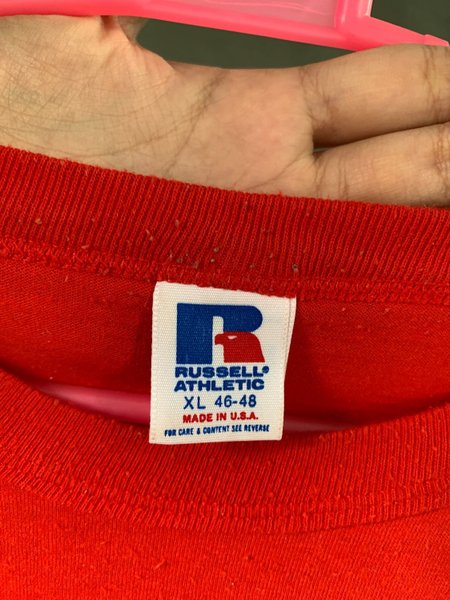 R
RUSSELL®
ATHLETIC
XL 46-48
MADE IN U.S.A.
FOR CARE & CONTENT SEE REVERSE